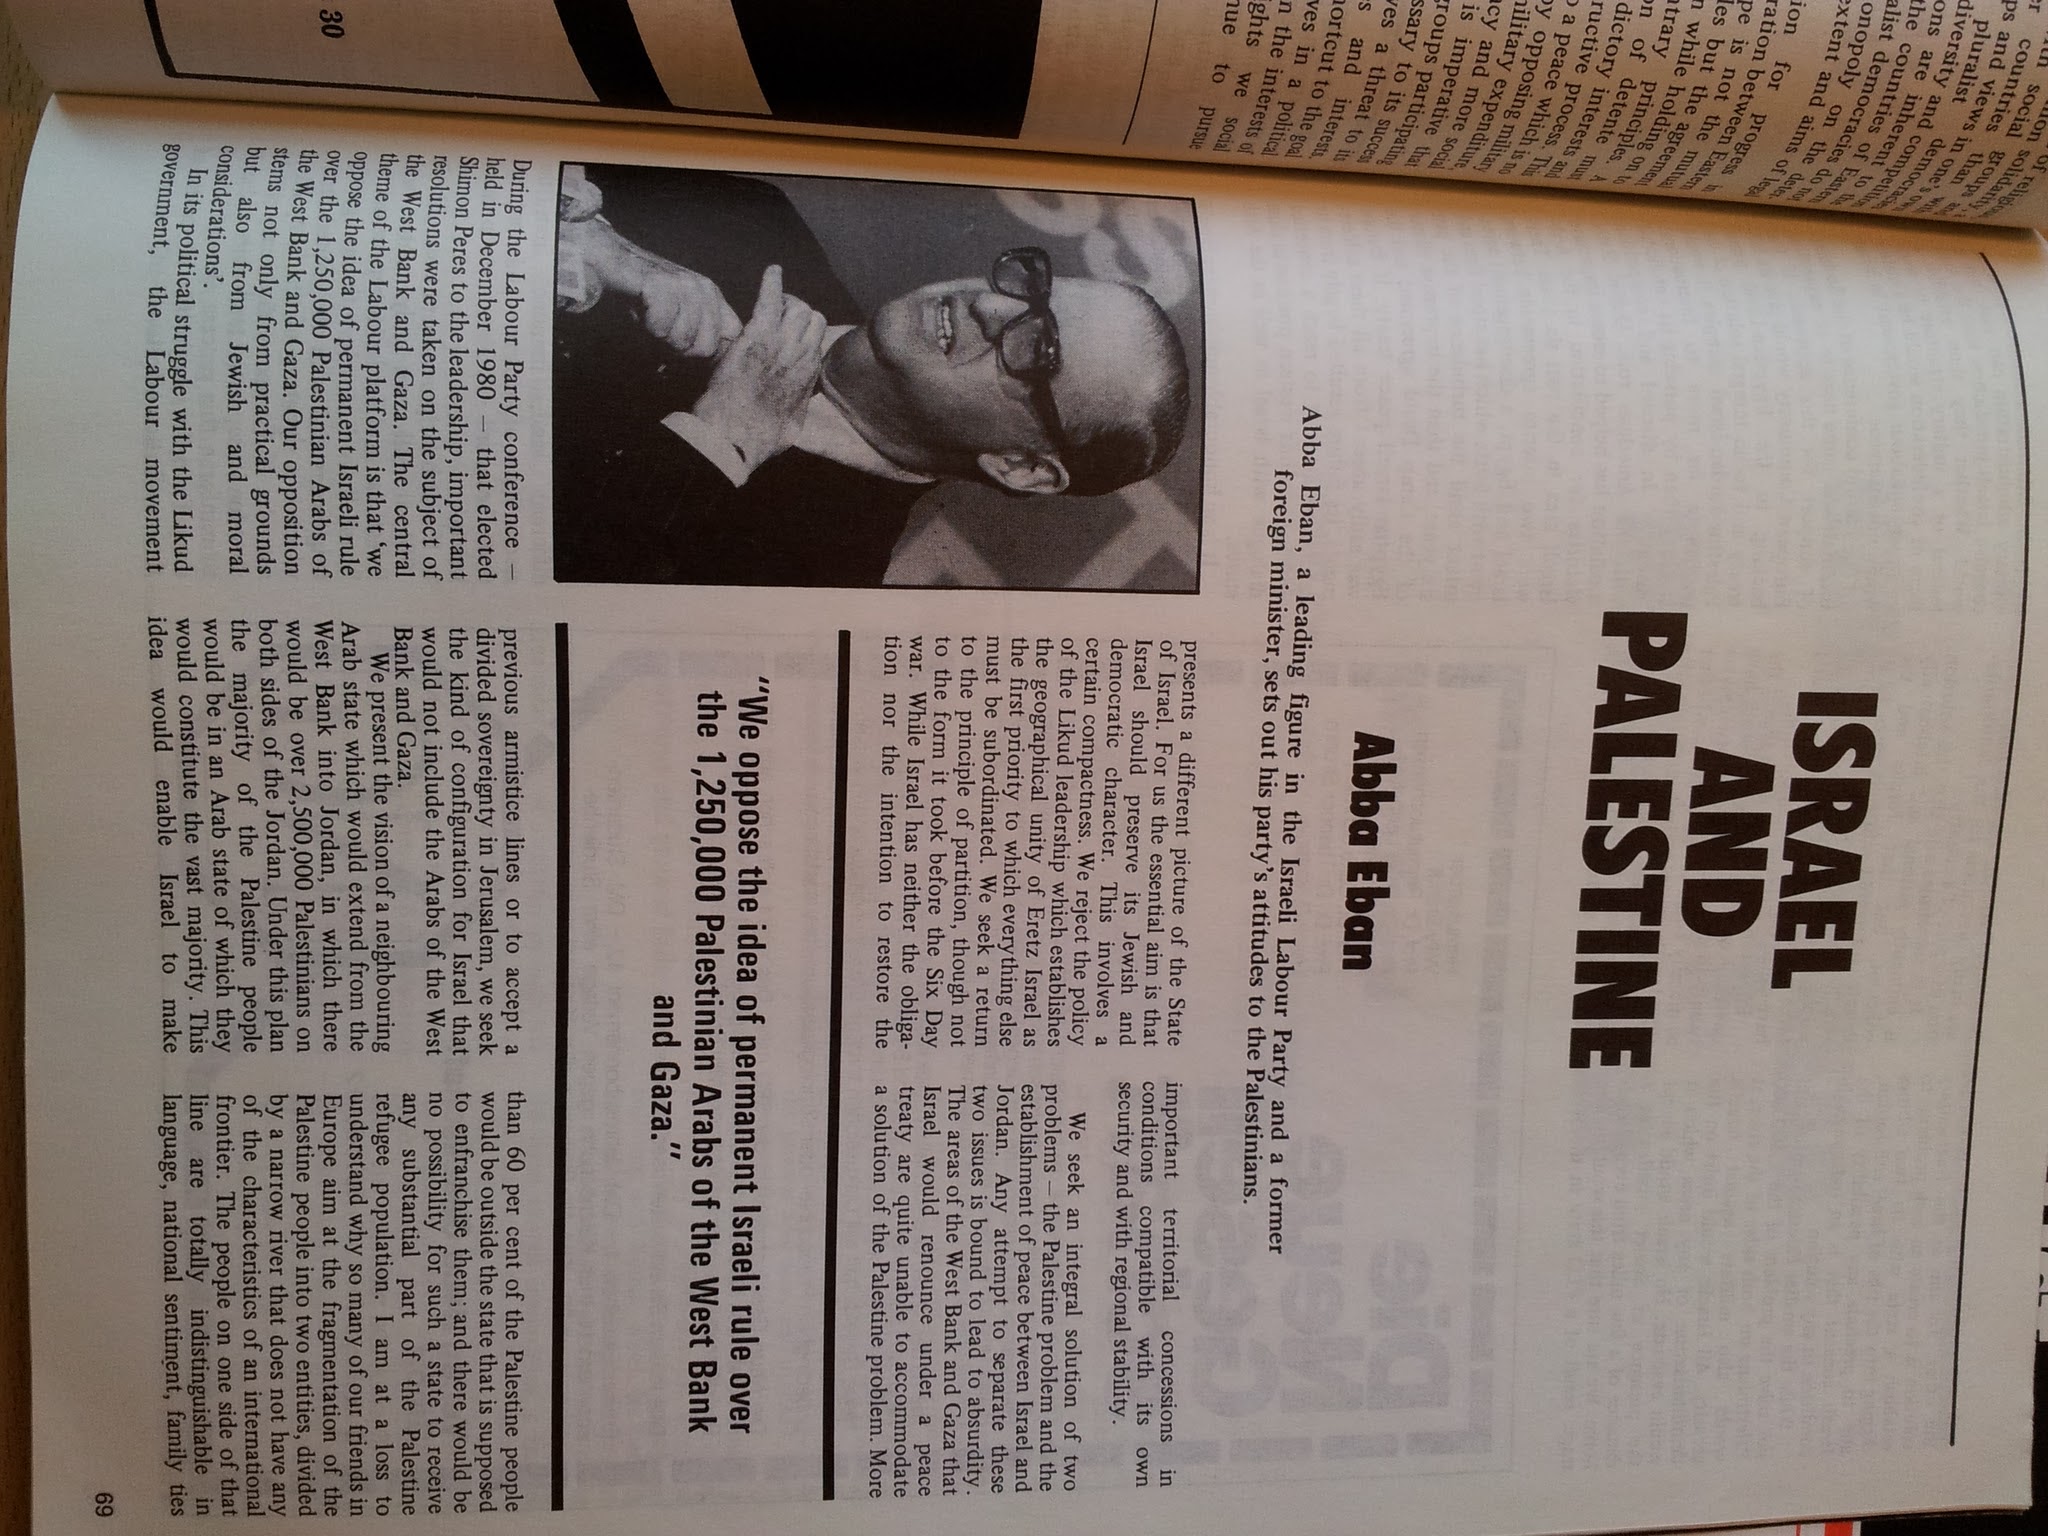 30
ISRAEL
AND
PALESTINE
Abba Eban
Abba Eban, a leading figure in the Israeli Labour Party and a former
foreign minister, sets out his party's attitudes to the Palestinians.
During the Labour Party conference –
held in December 1980 – that elected
Shimon Peres to the leadership, important
resolutions were taken on the subject of
the West Bank and Gaza. The central
theme of the Labour platform is that 'we
oppose the idea of permanent Israeli rule
over the 1,250,000 Palestinian Arabs of
the West Bank and Gaza. Our opposition
stems not only from practical grounds
but also from Jewish and moral
considerations'.
In its political struggle with the Likud
government, the Labour movement
presents a different picture of the State
of Israel. For us the essential aim is that
Israel should preserve its Jewish and
democratic character. This involves a
certain compactness. We reject the policy
of the Likud leadership which establishes
the geographical unity of Eretz Israel as
the first priority to which everything else
must be subordinated. We seek a return
to the principle of partition, though not
to the form it took before the Six Day
war. While Israel has neither the obliga-
tion nor the intention to restore the
"We oppose the idea of permanent Israeli rule over
the 1,250,000 Palestinian Arabs of the West Bank
and Gaza."
previous armistice lines or to accept a
divided sovereignty in Jerusalem, we seek
the kind of configuration for Israel that
would not include the Arabs of the West
Bank and Gaza.
We present the vision of a neighbouring
Arab state which would extend from the
West Bank into Jordan, in which there
would be over 2,500,000 Palestinians on
both sides of the Jordan. Under this plan
the majority of the Palestine people
would be in an Arab state of which they
would constitute the vast majority. This
idea would enable Israel to make
important territorial concessions in
conditions compatible with its own
security and with regional stability.
We seek an integral solution of two
problems – the Palestine problem and the
establishment of peace between Israel and
Jordan. Any attempt to separate these
two issues is bound to lead to absurdity.
The areas of the West Bank and Gaza that
Israel would renounce under a peace
treaty are quite unable to accommodate
a solution of the Palestine problem. More
than 60 per cent of the Palestine people
would be outside the state that is supposed
to enfranchise them; and there would be
no possibility for such a state to receive
any substantial part of the Palestine
refugee population. I am at a loss to
understand why so many of our friends in
Europe aim at the fragmentation of the
Palestine people into two entities, divided
by a narrow river that does not have any
of the characteristics of an international
frontier. The people on one side of that
line are totally indistinguishable in
language, national sentiment, family ties
69